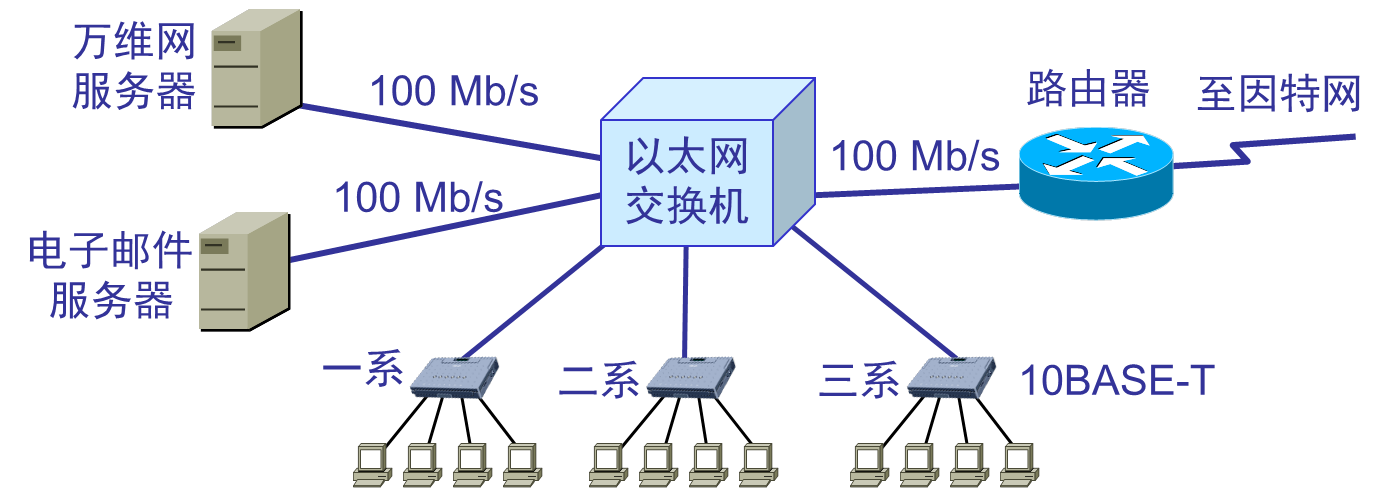 万维网
服务器
100 Mb/s
路由器
至因特网
以太网
交换机
100 Mb/s
100 Mb/s
电子邮件
服务器
一系
二系
三系
10BASE-T